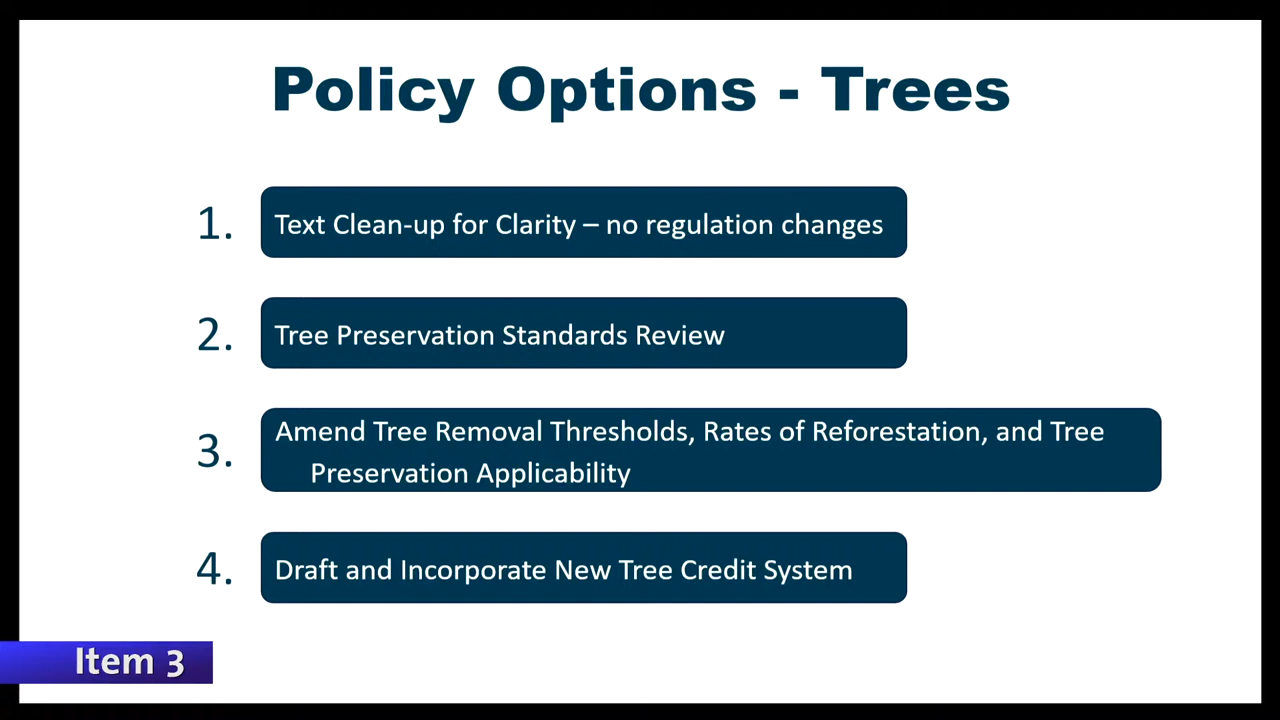 Policy Options - Trees
1. Text Clean-up for Clarity – no regulation changes
2. Tree Preservation Standards Review
3. Amend Tree Removal Thresholds, Rates of Reforestation, and Tree
Preservation Applicability
4. Draft and Incorporate New Tree Credit System
Item 3